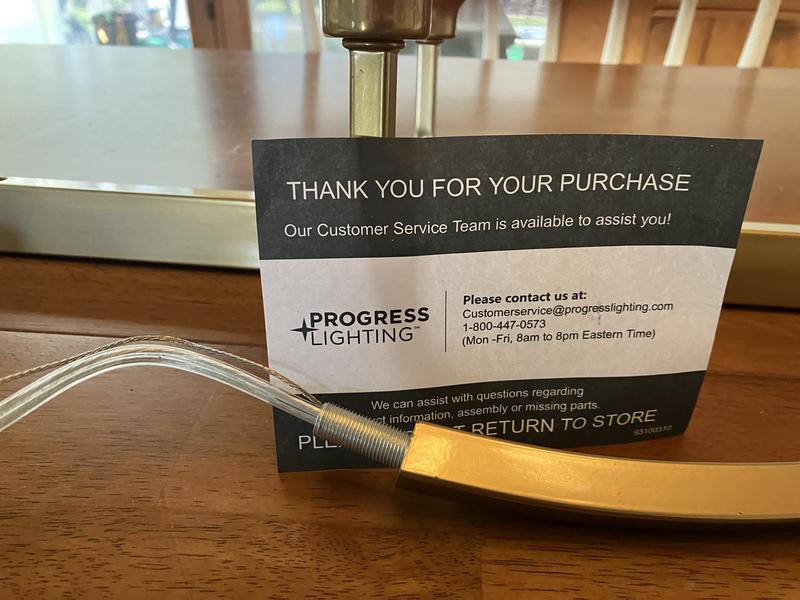 THANK YOU FOR YOUR PURCHASE
Our Customer Service Team is available to assist you!
PROGRESS
LIGHTING™
Please contact us at:
Customerservice@progresslighting.com
1-800-447-0573
(Mon -Fri, 8am to 8pm Eastern Time)
We can assist with questions regarding
ct information, assembly or missing parts.
RETURN TO STORE
93100310